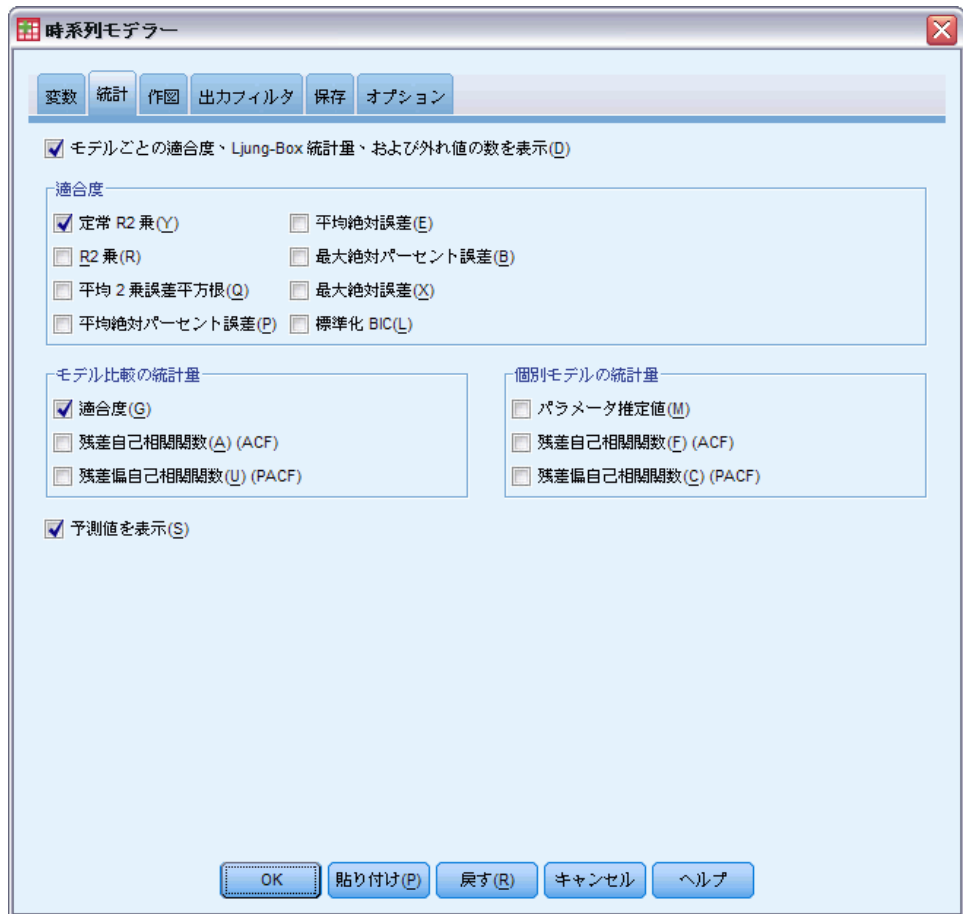 時系列モデラー
変数 統計 作図 出力フィルタ 保存 オプション
モデルごとの適合度、Ljung-Box 統計量、および外れ値の数を表示(D)
適合度
定常 R2 乗(Y) 平均絶対誤差(E)
R2 乗(R) 最大絶対パーセント誤差(B)
平均 2 乗誤差平方根(Q) 最大絶対誤差(X)
平均絶対パーセント誤差(P) 標準化 BIC(L)
モデル比較の統計量 個別モデルの統計量
適合度(G) パラメータ推定値(M)
残差自己相関関数(A) (ACF) 残差自己相関関数(F) (ACF)
残差偏自己相関関数(U) (PACF) 残差偏自己相関関数(C) (PACF)
予測値を表示(S)
OK 貼り付け(P) 戻す(R) キャンセル ヘルプ